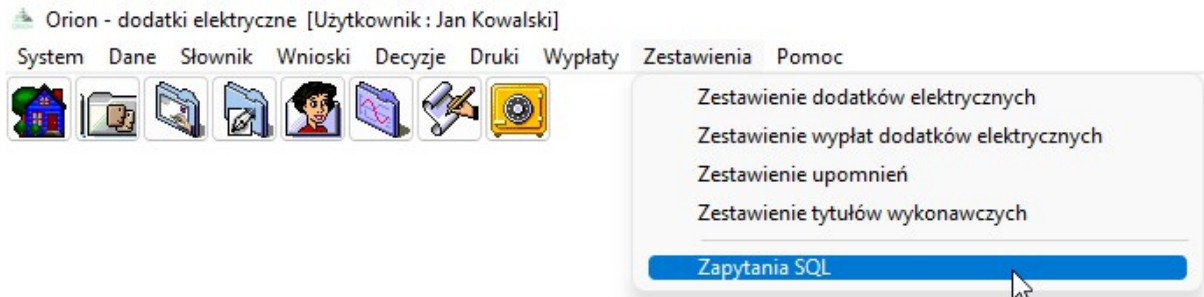 Orion - dodatki elektryczne [Użytkownik : Jan Kowalski]
System Dane Słownik Wnioski Decyzje Druki Wypłaty Zestawienia Pomoc
Zestawienie dodatków elektrycznych
Zestawienie wypłat dodatków elektrycznych
Zestawienie upomnień
Zestawienie tytułów wykonawczych
Zapytania SQL